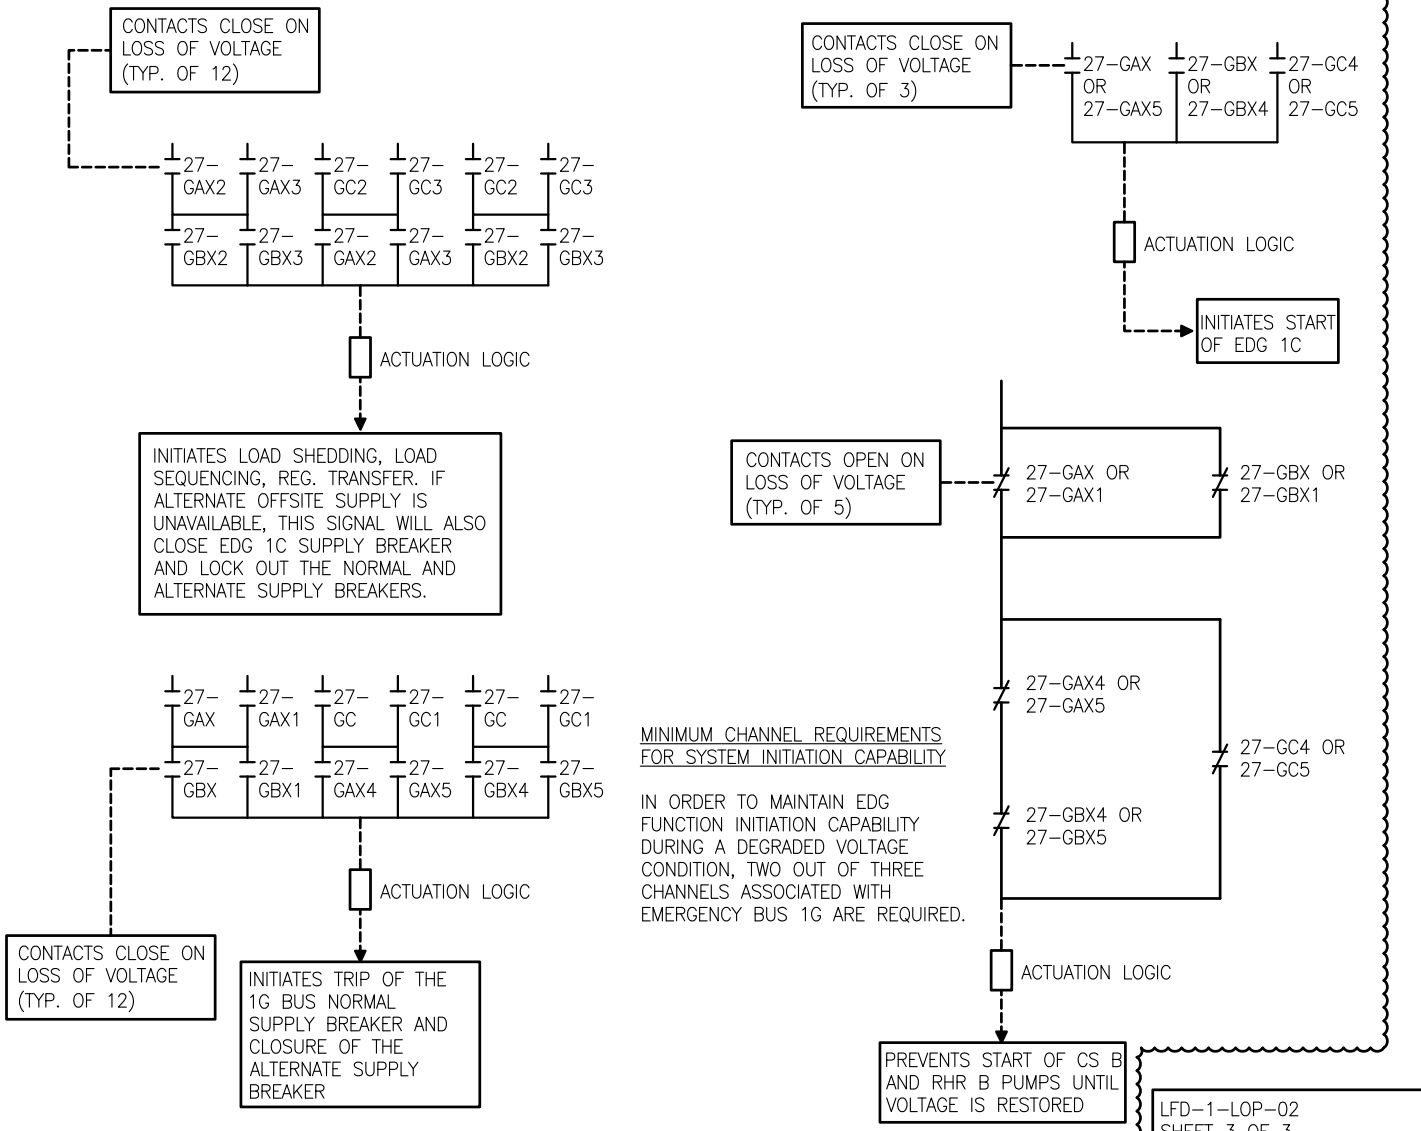 CONTACTS CLOSE ON
LOSS OF VOLTAGE
(TYP. OF 12)
27-
GAX2
27-
GAX3
27-
GC2
27-
GC3
27-
GC2
27-
GC3
27-
GBX2
27-
GBX3
27-
GAX2
27-
GAX3
27-
GBX2
27-
GBX3
ACTUATION LOGIC
INITIATES LOAD SHEDDING, LOAD
SEQUENCING, REG. TRANSFER. IF
ALTERNATE OFFSITE SUPPLY IS
UNAVAILABLE, THIS SIGNAL WILL ALSO
CLOSE EDG 1C SUPPLY BREAKER
AND LOCK OUT THE NORMAL AND
ALTERNATE SUPPLY BREAKERS.
27-
GAX
27-
GAX1
27-
GC
27-
GC1
27-
GC
27-
GC1
27-
GBX
27-
GBX1
27-
GAX4
27-
GAX5
27-
GBX4
27-
GBX5
ACTUATION LOGIC
CONTACTS CLOSE ON
LOSS OF VOLTAGE
(TYP. OF 12)
INITIATES TRIP OF THE
1G BUS NORMAL
SUPPLY BREAKER AND
CLOSURE OF THE
ALTERNATE SUPPLY
BREAKER
MINIMUM CHANNEL REQUIREMENTS
FOR SYSTEM INITIATION CAPABILITY
IN ORDER TO MAINTAIN EDG
FUNCTION INITIATION CAPABILITY
DURING A DEGRADED VOLTAGE
CONDITION, TWO OUT OF THREE
CHANNELS ASSOCIATED WITH
EMERGENCY BUS 1G ARE REQUIRED.
CONTACTS CLOSE ON
LOSS OF VOLTAGE
(TYP. OF 3)
27-GAX
OR
27-GAX5
27-GBX
OR
27-GBX4
27-GC4
OR
27-GC5
ACTUATION LOGIC
INITIATES START
OF EDG 1C
CONTACTS OPEN ON
LOSS OF VOLTAGE
(TYP. OF 5)
27-GAX OR
27-GAX1
27-GBX OR
27-GBX1
27-GAX4 OR
27-GAX5
27-GC4 OR
27-GC5
27-GBX4 OR
27-GBX5
ACTUATION LOGIC
PREVENTS START OF CS B
AND RHR B PUMPS UNTIL
VOLTAGE IS RESTORED
LFD-1-LOP-02
SHEET 3 OF 3